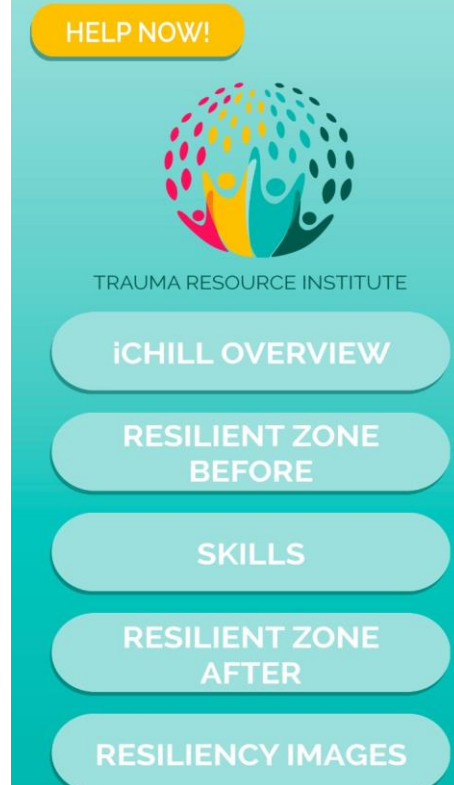 HELP NOW!
TRAUMA RESOURCE INSTITUTE
iCHILL OVERVIEW
RESILIENT ZONE
BEFORE
SKILLS
RESILIENT ZONE
AFTER
RESILIENCY IMAGES